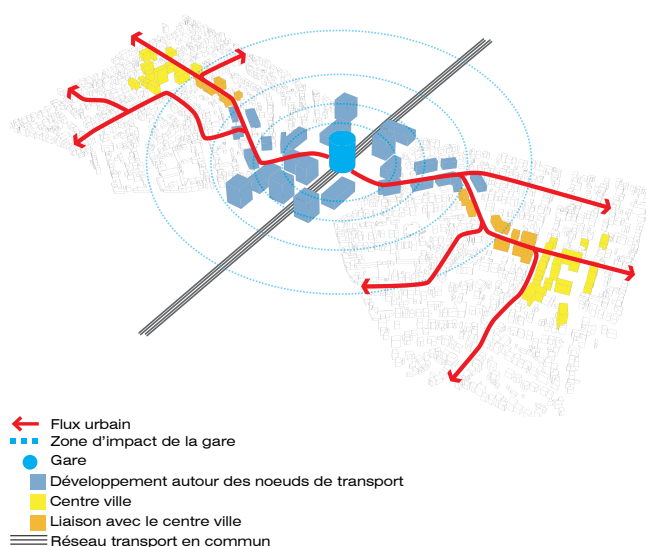 Flux urbain
Zone d'impact de la gare
Gare
Développement autour des noeuds de transport
Centre ville
Liaison avec le centre ville
Réseau transport en commun